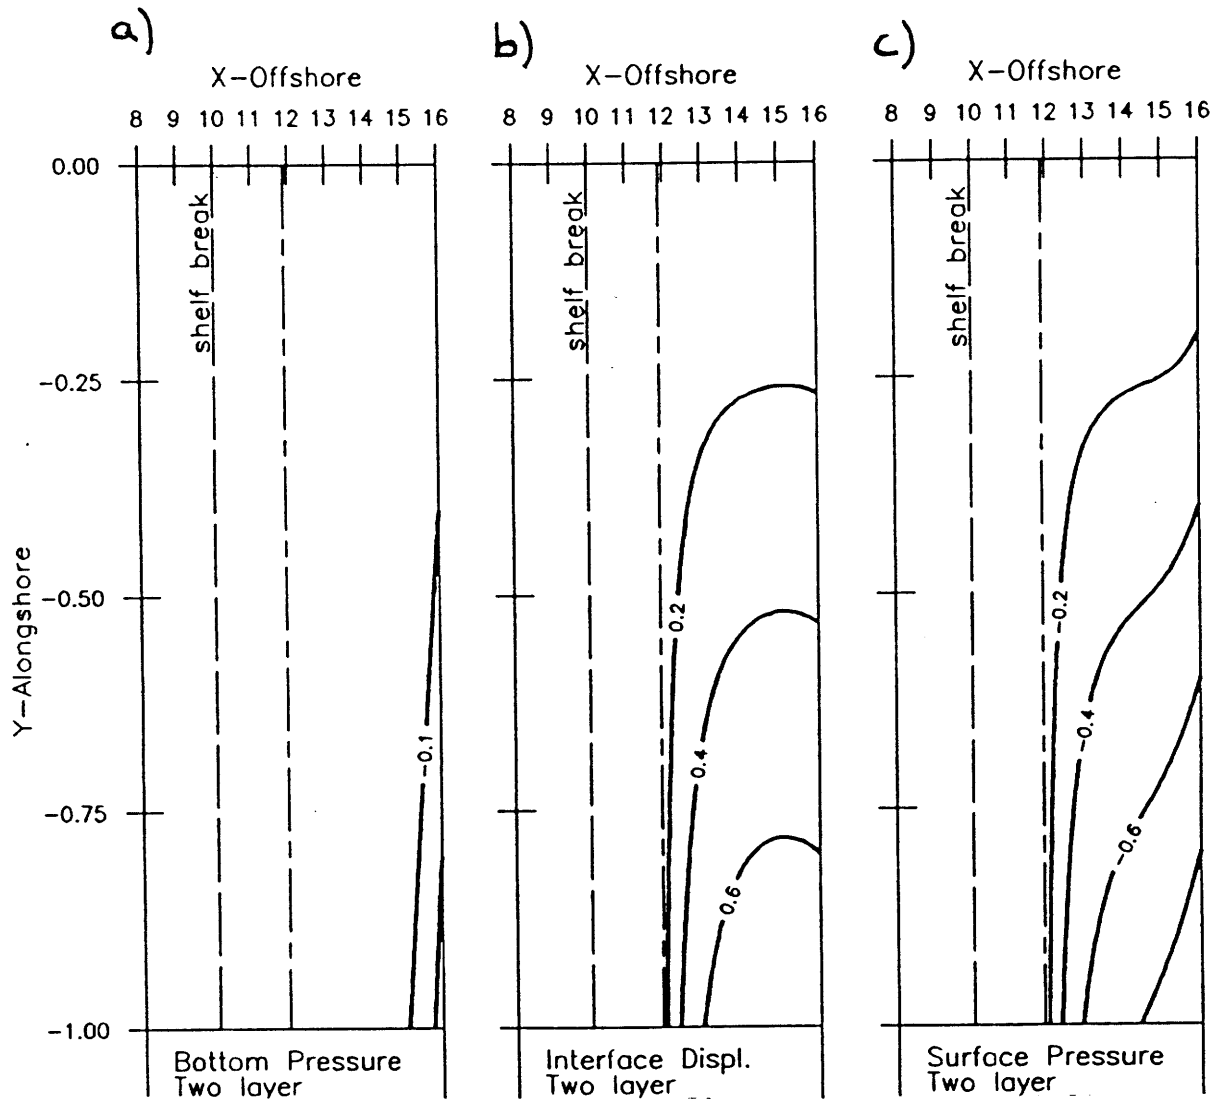 a)
X-Offshore
8 9 10 11 12 13 14 15 16
0.00
-0.25
-0.50
-0.75
-1.00
Y-Alongshore
shelf break
-0.1
Bottom Pressure
Two layer
b)
X-Offshore
8 9 10 11 12 13 14 15 16
shelf break
0.2
0.4
0.6
Interface Displ.
Two layer
c)
X-Offshore
8 9 10 11 12 13 14 15 16
shelf break
-0.2
-0.4
-0.6
Surface Pressure
Two layer